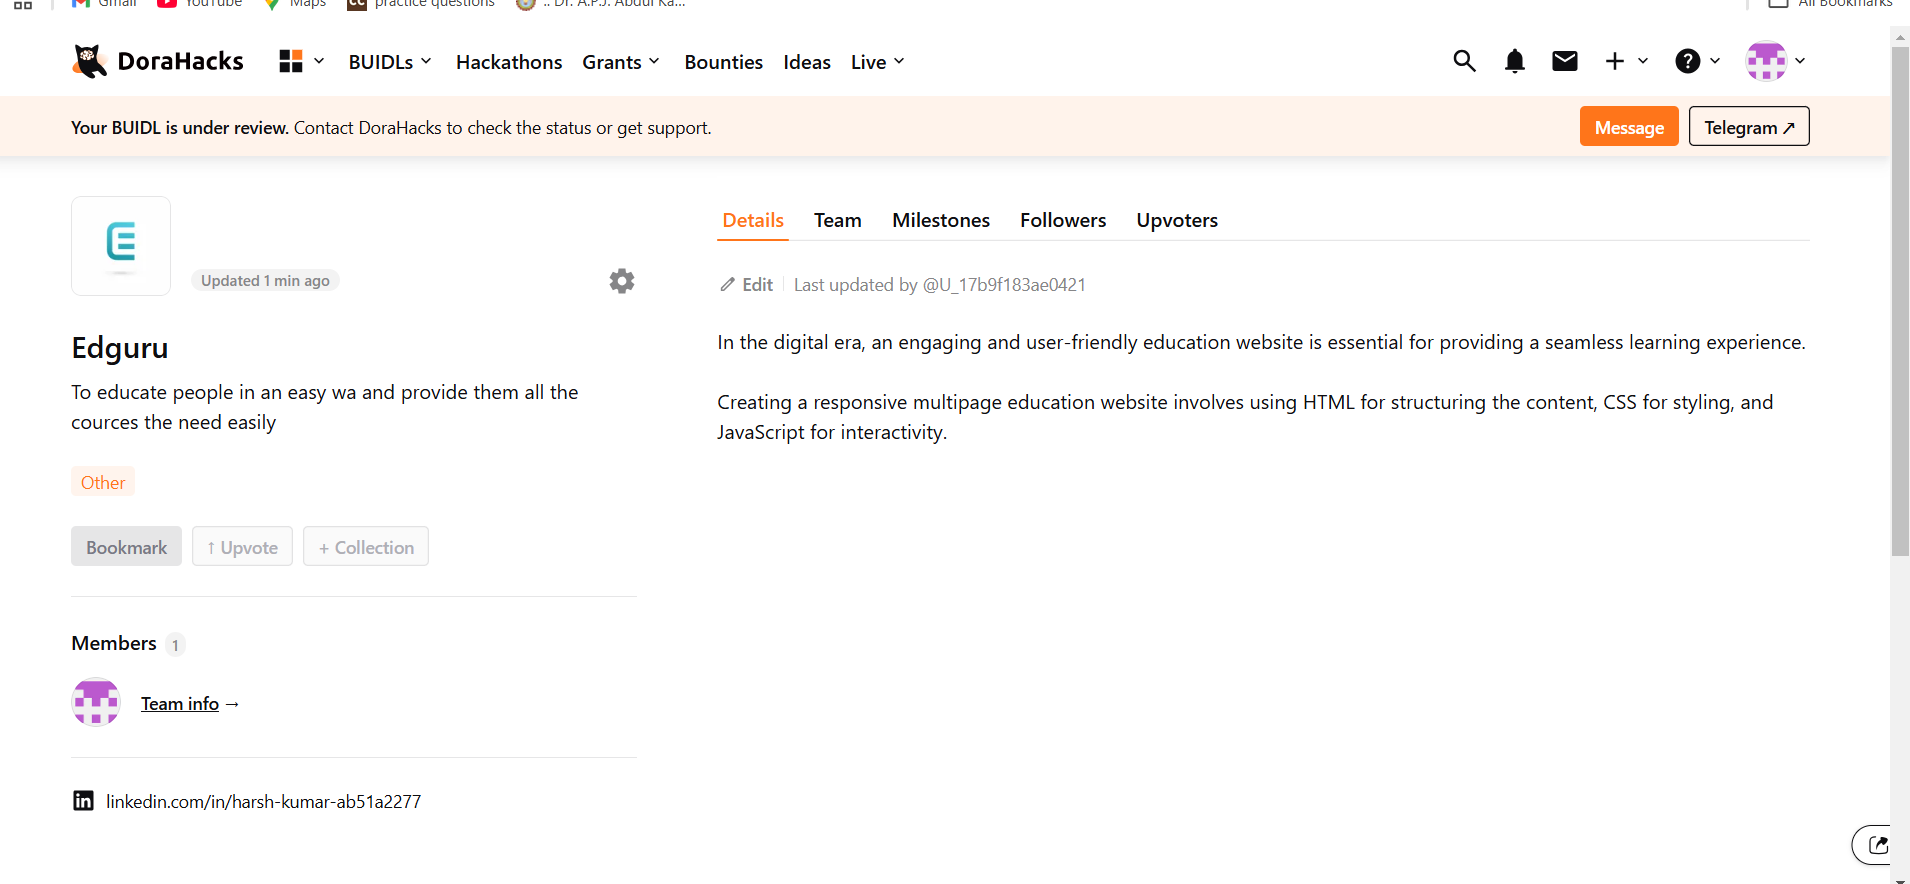 Gmail YouTube Maps practice questions .. Dr. A.P.J. Abdul Ka... All Bookmarks
DoraHacks BUIDLs Hackathons Grants Bounties Ideas Live
Your BUIDL is under review. Contact DoraHacks to check the status or get support. Message Telegram ↗
Updated 1 min ago
Edguru
To educate people in an easy wa and provide them all the
cources the need easily
Other
Bookmark ↑ Upvote + Collection
Members 1
Team info →
linkedin.com/in/harsh-kumar-ab51a2277
Details Team Milestones Followers Upvoters
Edit Last updated by @U_17b9f183ae0421
In the digital era, an engaging and user-friendly education website is essential for providing a seamless learning experience.
Creating a responsive multipage education website involves using HTML for structuring the content, CSS for styling, and
JavaScript for interactivity.